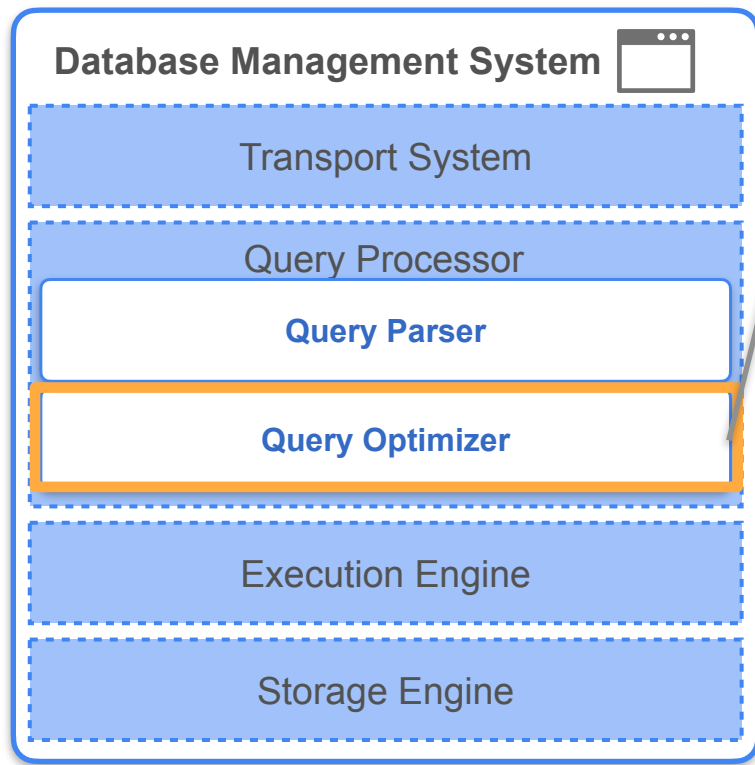 Database Management System
Transport System
Query Processor
Query Parser
Query Optimizer
Execution Engine
Storage Engine